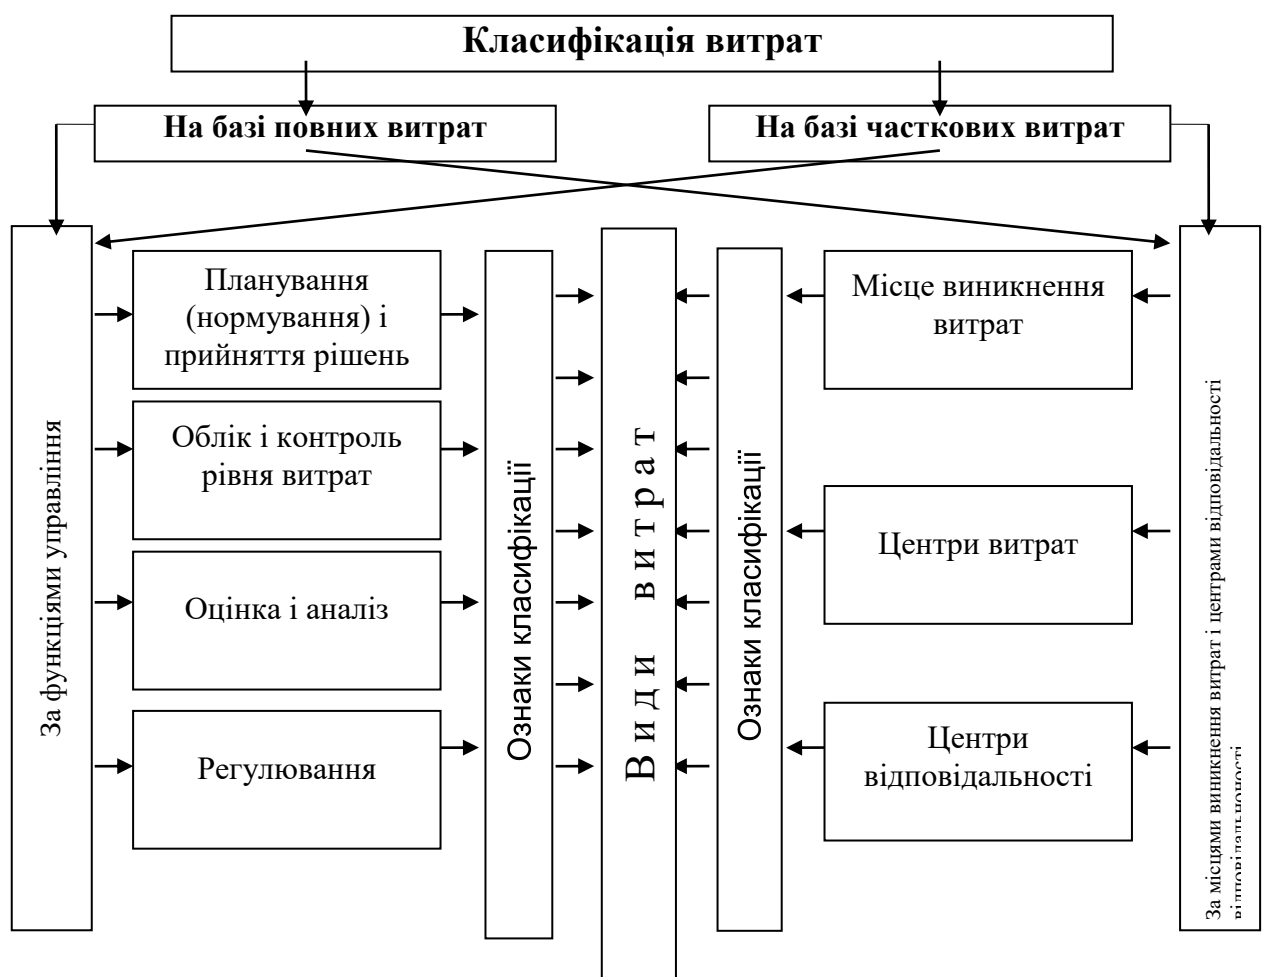 Класифікація витрат
На базі повних витрат
На базі часткових витрат
За функціями управління
Планування
(нормування) і
прийняття рішень
Облік і контроль
рівня витрат
Оцінка і аналіз
Регулювання
Ознаки класифікації
Види витрат
Ознаки класифікації
Місце виникнення
витрат
Центри витрат
Центри
відповідальності
За місцями виникнення витрат і центрами відповідальності